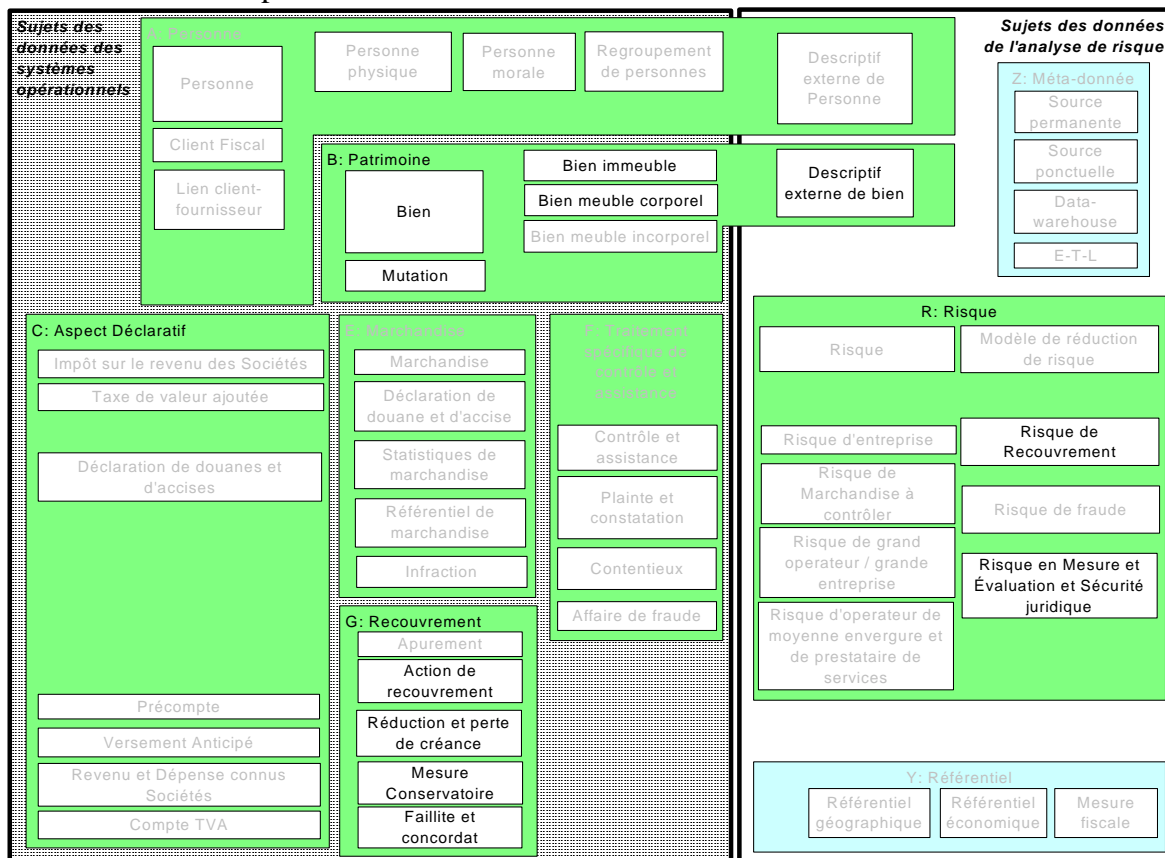 Sujets des
données des
systèmes
opérationnels
A: Personne
Personne
Client Fiscal
Lien client-
fournisseur
Personne
physique
Personne
morale
Regroupement
de personnes
Descriptif
externe de
Personne
B: Patrimoine
Bien
Mutation
Bien immeuble
Bien meuble corporel
Bien meuble incorporel
Descriptif
externe de bien
C: Aspect Déclaratif
Impôt sur le revenu des Sociétés
Taxe de valeur ajoutée
Déclaration de douanes et
d'accises
Précompte
Versement Anticipé
Revenu et Dépense connus
Sociétés
Compte TVA
E: Marchandise
Marchandise
Déclaration de
douane et d'accise
Statistiques de
marchandise
Référentiel de
marchandise
Infraction
F: Traitement
spécifique de
contrôle et
assistance
Contrôle et
assistance
Plainte et
constatation
Contentieux
Affaire de fraude
G: Recouvrement
Apurement
Action de
recouvrement
Réduction et perte
de créance
Mesure
Conservatoire
Faillite et
concordat
Sujets des données
de l'analyse de risque
Z: Méta-donnée
Source
permanente
Source
ponctuelle
Data-
warehouse
E-T-L
R: Risque
Risque
Modèle de réduction
de risque
Risque d'entreprise
Risque de
Recouvrement
Risque de
Marchandise à
contrôler
Risque de fraude
Risque de grand
operateur / grande
entreprise
Risque en Mesure et
Évaluation et Sécurité
juridique
Risque d'operateur de
moyenne envergure et
de prestataire de
services
Y: Référentiel
Référentiel
géographique
Référentiel
économique
Mesure
fiscale